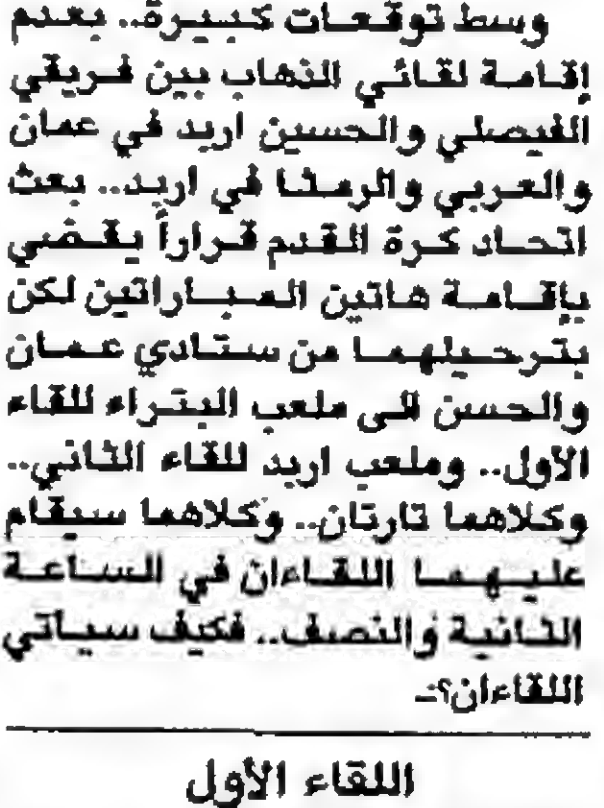 وسط توقعات كبيرة.. بعدم
إقامة لقائي الذهاب بين فريقي
الفيصلي والحسين اربد في عمان
والعربي والرمثا في اربد.. بعث
اتحاد كرة القدم قراراً يقضي
بإقامة هاتين المباراتين لكن
بترحيلهما من ستادي عمان
والحسن الى ملعب البتراء للقاء
الأول.. وملعب اربد للقاء الثاني..
وكلاهما تارتان.. وكلاهما سيقام
عليهما اللقاءان في الساعة
الثانية والنصف.. فكيف سيأتي
اللقاءان؟:ـ
اللقاء الأول